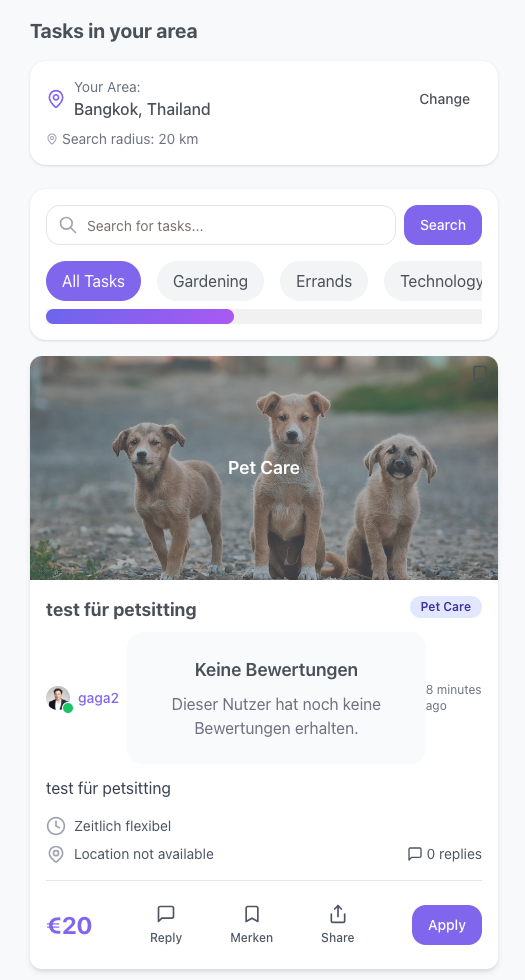 Tasks in your area
Your Area:
Bangkok, Thailand
Change
Search radius: 20 km
Search for tasks...
Search
All Tasks
Gardening
Errands
Technology
Pet Care
test für petsitting
Pet Care
Keine Bewertungen
gaga2
Dieser Nutzer hat noch keine
Bewertungen erhalten.
8 minutes
ago
test für petsitting
Zeitlich flexibel
Location not available
0 replies
€20
Reply
Merken
Share
Apply